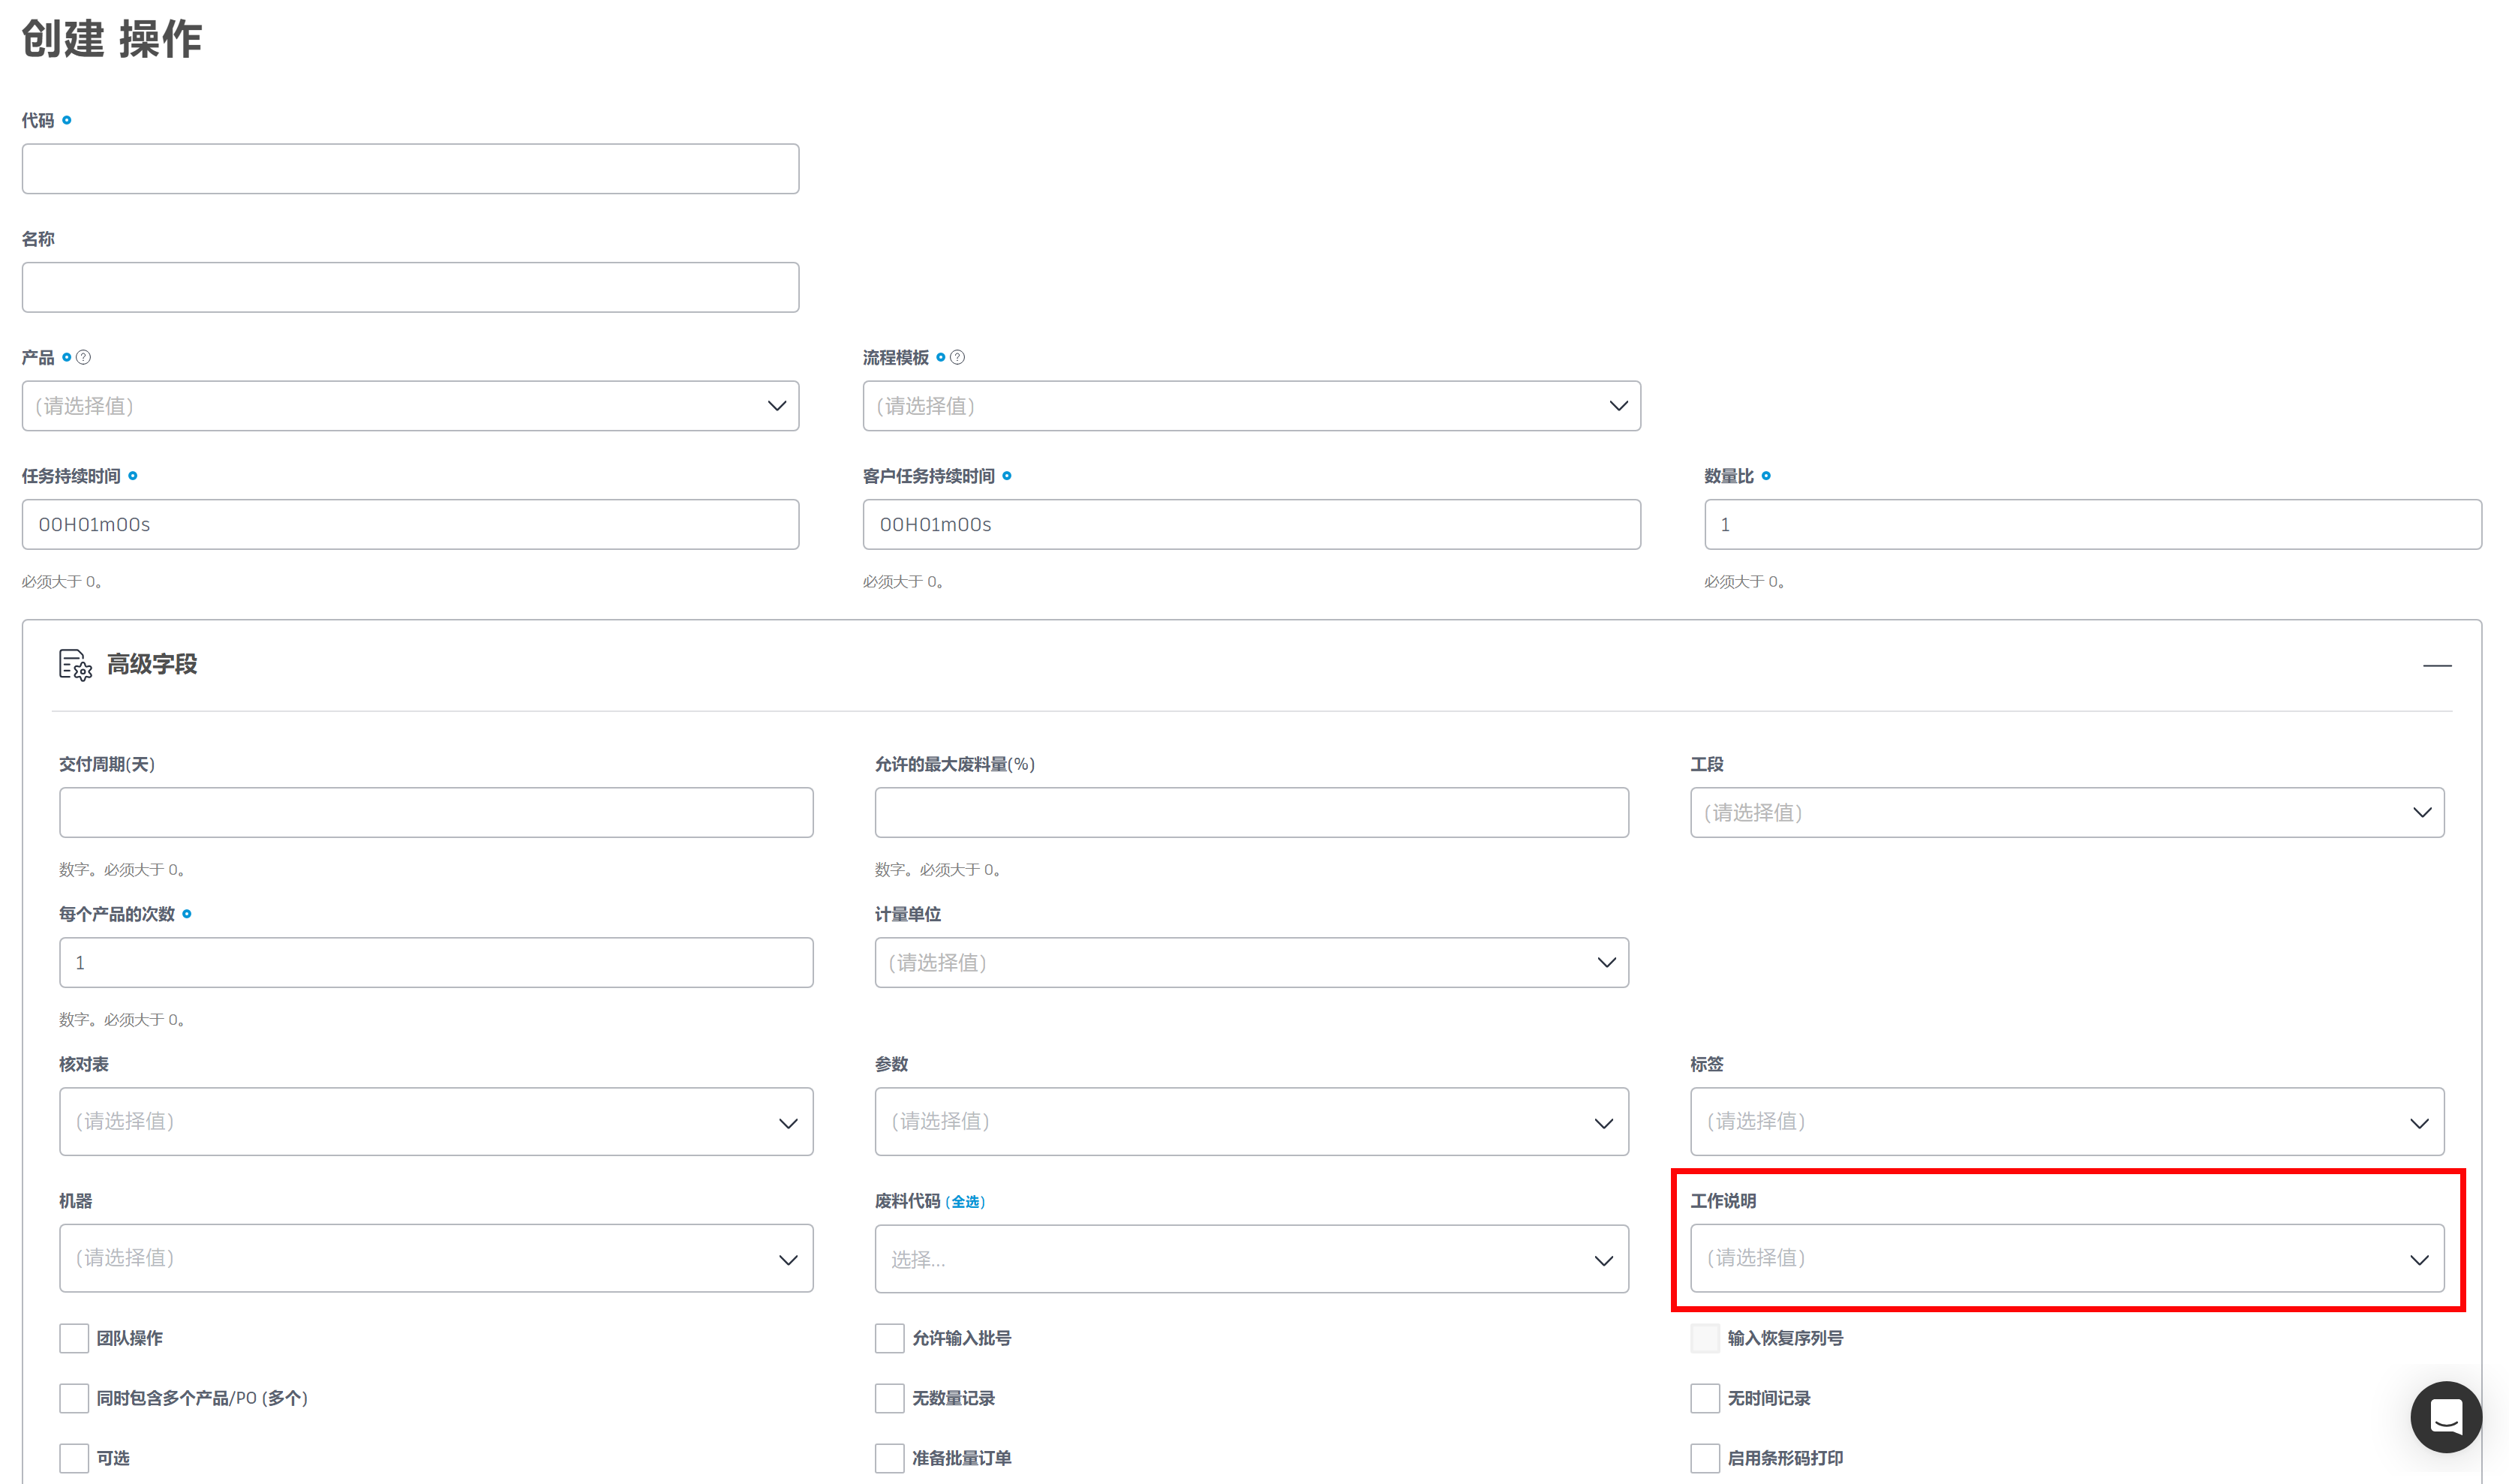 创建 操作
代码
名称
产品 ? 流程模板 ?
(请选择值) (请选择值)
任务持续时间 客户任务持续时间 数量比
00H01m00s 00H01m00s 1
必须大于 0。 必须大于 0。 必须大于 0。
高级字段
交付周期(天) 允许的最大废料量(%) 工段
(请选择值)
数字。必须大于 0。 数字。必须大于 0。
每个产品的次数 计量单位
1 (请选择值)
数字。必须大于 0。
核对表 参数 标签
(请选择值) (请选择值) (请选择值)
机器 废料代码 (全选) 工作说明
(请选择值) 选择... (请选择值)
团队操作 允许输入批号 输入恢复序列号
同时包含多个产品/PO (多个) 无数量记录 无时间记录
可选 准备批量订单 启用条形码打印